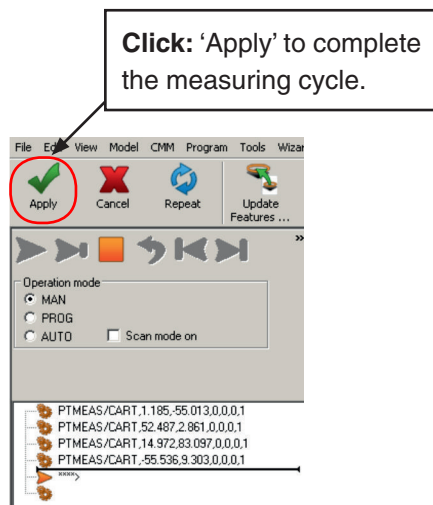 Click: ‘Apply’ to complete
the measuring cycle.
File Edit View Model CMM Program Tools Wizar
Apply Cancel Repeat Update
Features ...
»
Operation mode
MAN
PROG
AUTO Scan mode on
PTMEAS/CART,1.185,-55.013,0,0,0,1
PTMEAS/CART,52.487,2.861,0,0,0,1
PTMEAS/CART,14.972,83.097,0,0,0,1
PTMEAS/CART,-55.536,9.303,0,0,0,1
****>